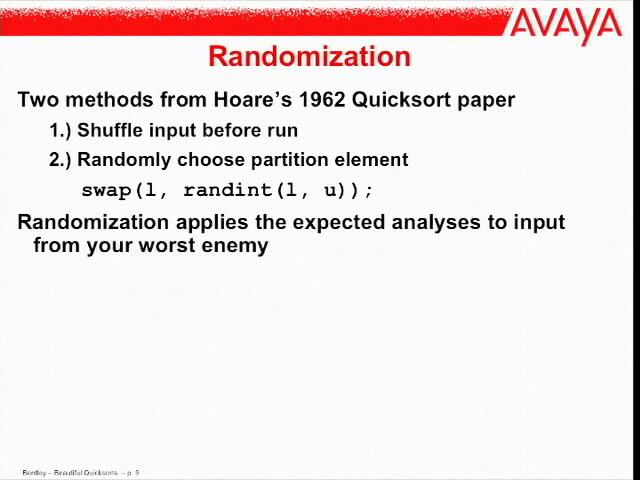 AVAYA
Randomization
Two methods from Hoare's 1962 Quicksort paper
1.) Shuffle input before run
2.) Randomly choose partition element
swap(l, randint(l, u));
Randomization applies the expected analyses to input
from your worst enemy
Bentley – Beautiful Quicksorts – p. 9